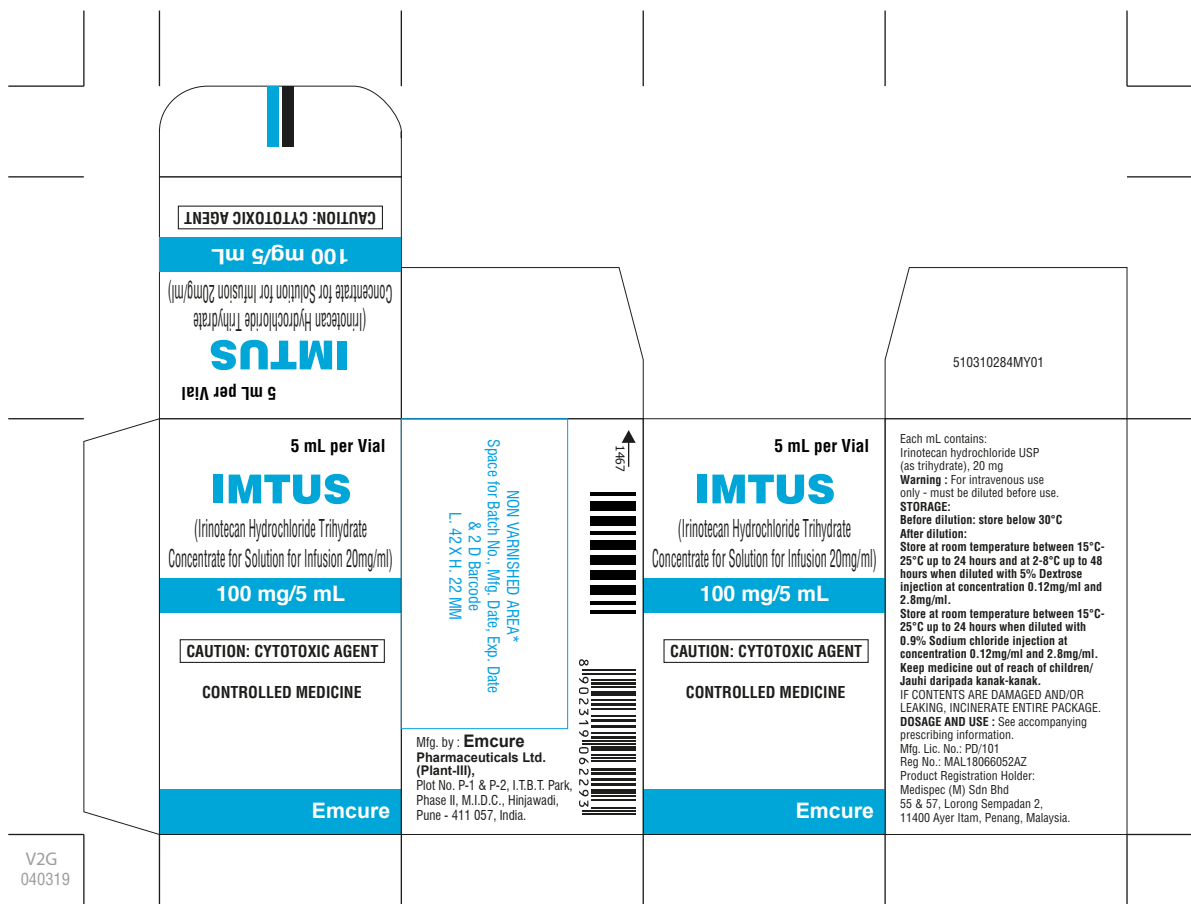 CAUTION: CYTOTOXIC AGENT
100 mg/5 mL
Concentrate for Solution for Infusion 20mg/ml)
(Irinotecan Hydrochloride Trihydrate
IMTUS
5 mL per Vial
510310284MY01
5 mL per Vial
IMTUS
(Irinotecan Hydrochloride Trihydrate
Concentrate for Solution for Infusion 20mg/ml)
100 mg/5 mL
CAUTION: CYTOTOXIC AGENT
CONTROLLED MEDICINE
Emcure
NON VARNISHED AREA*
Space for Batch No., Mfg. Date, Exp. Date
& 2 D Barcode
L. 42 X H. 22 MM
1467
8902319062293
Mfg. by : Emcure
Pharmaceuticals Ltd.
(Plant-III),
Plot No. P-1 & P-2, I.T.B.T. Park,
Phase II, M.I.D.C., Hinjawadi,
Pune - 411 057, India.
5 mL per Vial
IMTUS
(Irinotecan Hydrochloride Trihydrate
Concentrate for Solution for Infusion 20mg/ml)
100 mg/5 mL
CAUTION: CYTOTOXIC AGENT
CONTROLLED MEDICINE
Emcure
Each mL contains:
Irinotecan hydrochloride USP
(as trihydrate), 20 mg
Warning : For intravenous use
only - must be diluted before use.
STORAGE:
Before dilution: store below 30°C
After dilution:
Store at room temperature between 15°C-
25°C up to 24 hours and at 2-8°C up to 48
hours when diluted with 5% Dextrose
injection at concentration 0.12mg/ml and
2.8mg/ml.
Store at room temperature between 15°C-
25°C up to 24 hours when diluted with
0.9% Sodium chloride injection at
concentration 0.12mg/ml and 2.8mg/ml.
Keep medicine out of reach of children/
Jauhi daripada kanak-kanak.
IF CONTENTS ARE DAMAGED AND/OR
LEAKING, INCINERATE ENTIRE PACKAGE.
DOSAGE AND USE : See accompanying
prescribing information.
Mfg. Lic. No.: PD/101
Reg No.: MAL18066052AZ
Product Registration Holder:
Medispec (M) Sdn Bhd
55 & 57, Lorong Sempadan 2,
11400 Ayer Itam, Penang, Malaysia.
V2G
040319